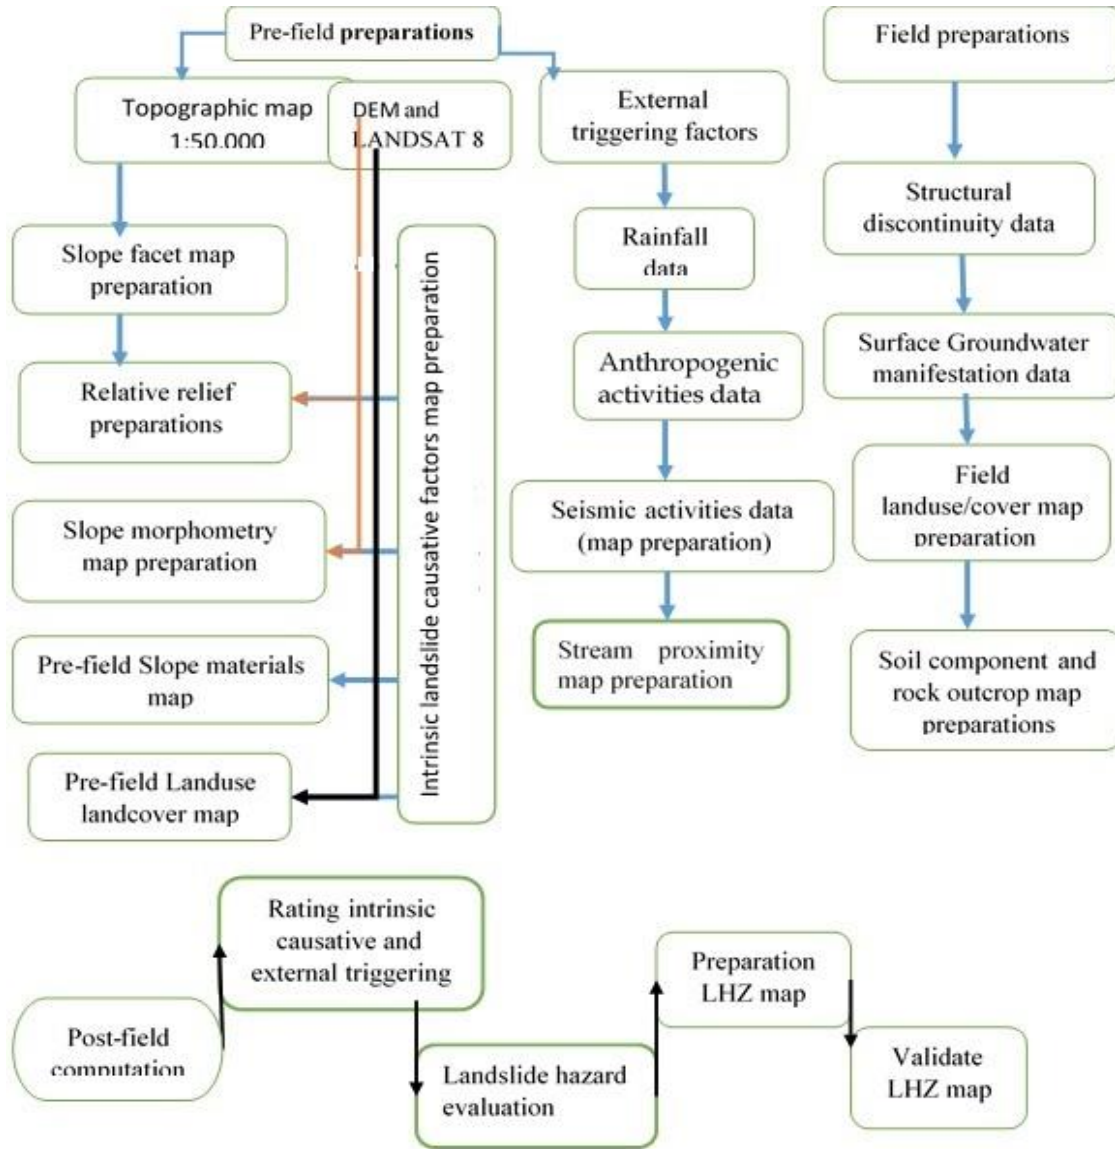 Pre-field preparations
Topographic map
1:50.000
DEM and
LANDSAT 8
External
triggering factors
Field preparations
Slope facet map
preparation
Relative relief
preparations
Slope morphometry
map preparation
Pre-field Slope materials
map
Pre-field Landuse
landcover map
Intrinsic landslide causative factors map preparation
Rainfall
data
Anthropogenic
activities data
Seismic activities data
(map preparation)
Stream proximity
map preparation
Structural
discontinuity data
Surface Groundwater
manifestation data
Field
landuse/cover map
preparation
Soil component and
rock outcrop map
preparations
Post-field
computation
Rating intrinsic
causative and
external triggering
Landslide hazard
evaluation
Preparation
LHZ map
Validate
LHZ map